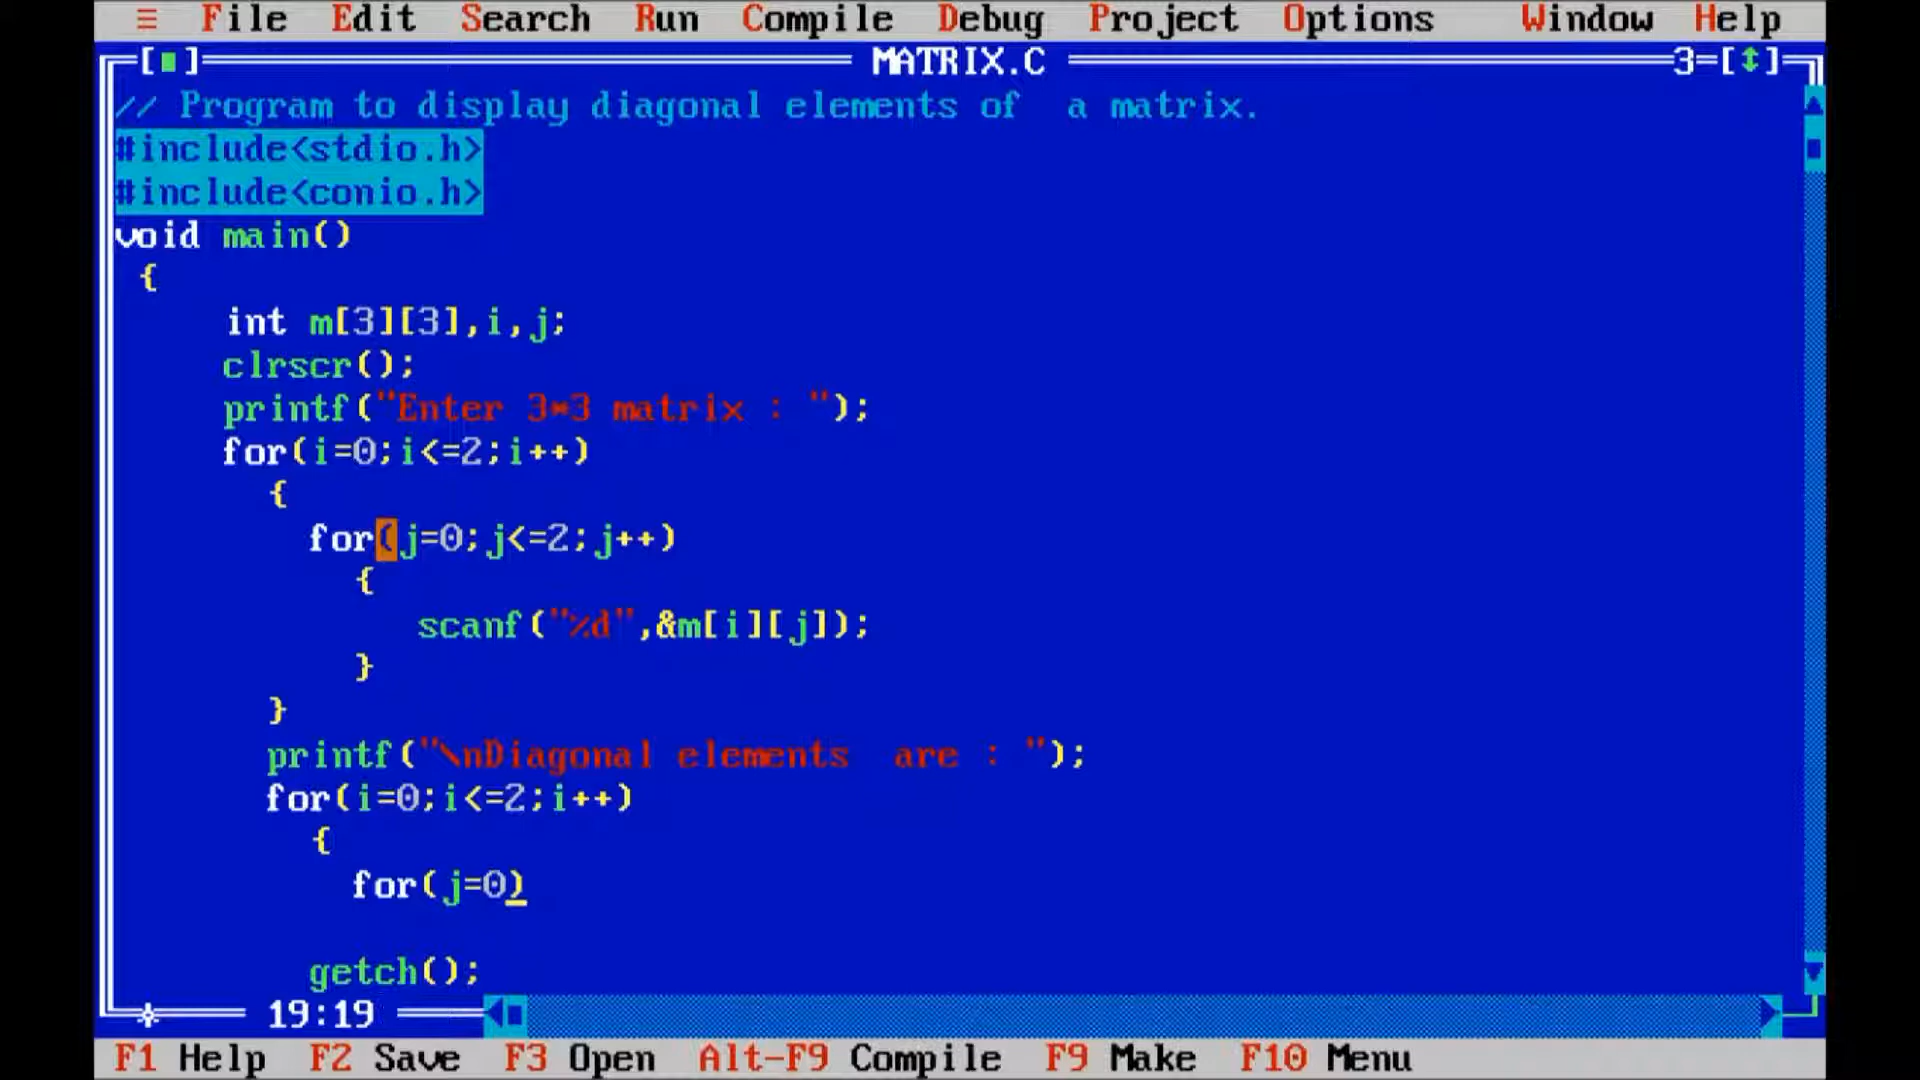 ≡ File Edit Search Run Compile Debug Project Options Window Help
[■] MATRIX.C 3=[↕]
// Program to display diagonal elements of  a matrix.
#include<stdio.h>
#include<conio.h>
void main()
{
int m[3][3],i,j;
clrscr();
printf("Enter 3*3 matrix : ");
for(i=0;i<=2;i++)
{
for(j=0;j<=2;j++)
{
scanf("%d",&m[i][j]);
}
}
printf("\nDiagonal elements  are : ");
for(i=0;i<=2;i++)
{
for(j=0)
getch();
19:19
F1 Help F2 Save F3 Open Alt-F9 Compile F9 Make F10 Menu